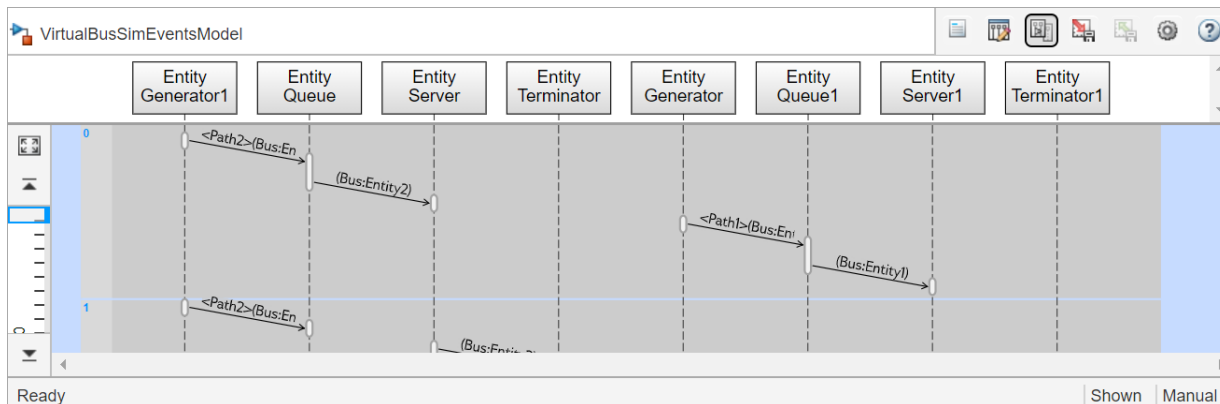 VirtualBusSimEventsModel
Entity Generator1
Entity Queue
Entity Server
Entity Terminator
Entity Generator
Entity Queue1
Entity Server1
Entity Terminator1
0
<Path2>(Bus:En
(Bus:Entity2)
<Path1>(Bus:Ent
(Bus:Entity1)
1
<Path2>(Bus:En
Ready
Shown
Manual